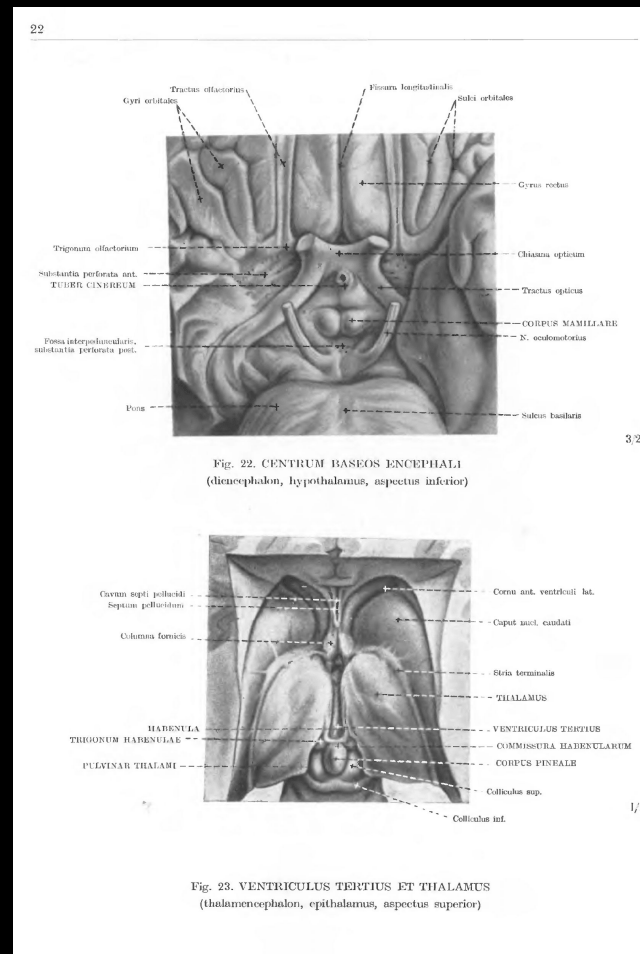 22
Tractus olfactorius
Fissura longitudinalis
Gyri orbitales
Sulci orbitales
Gyrus rectus
Trigonum olfactorium
Chiasma opticum
Substantia perforata ant.
TUBER CINEREUM
Tractus opticus
CORPUS MAMILLARE
N. oculomotorius
Fossa interpeduncularis,
substantia perforata post.
Pons
Sulcus basilaris
3/2
Fig. 22. CENTRUM BASEOS ENCEPHALI
(diencephalon, hypothalamus, aspectus inferior)
Cavum septi pellucidi
Septum pellucidum
Cornu ant. ventriculi lat.
Caput nucl. caudati
Columna fornicis
Stria terminalis
THALAMUS
HABENULA
VENTRICULUS TERTIUS
TRIGONUM HABENULAE
COMMISSURA HABENULARUM
PULVINAR THALAMI
CORPUS PINEALE
Colliculus sup.
1/
Colliculus inf.
Fig. 23. VENTRICULUS TERTIUS ET THALAMUS
(thalamencephalon, epithalamus, aspectus superior)